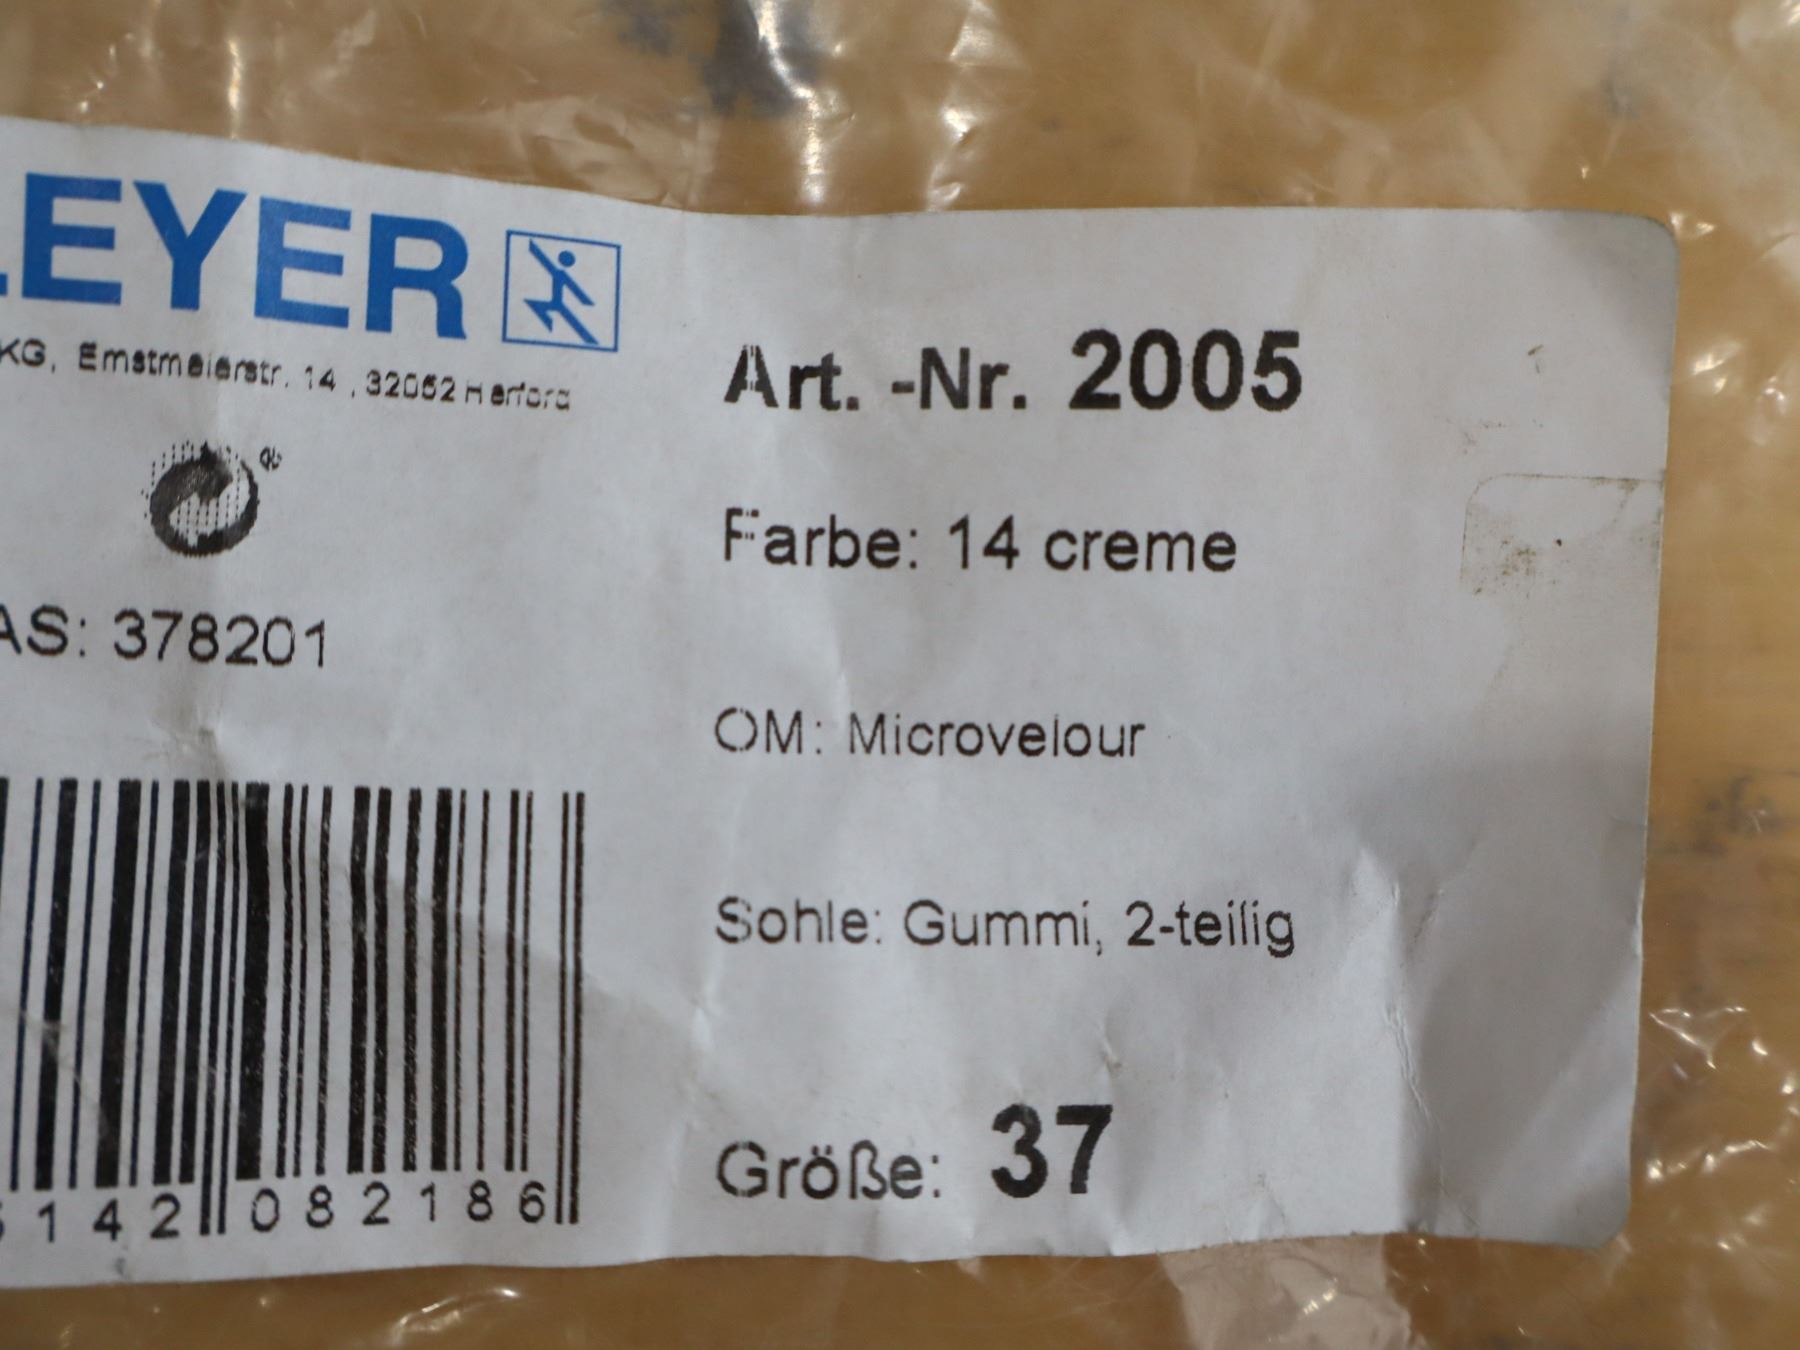 LEYER
KG, Ernstmeierstr. 14 , 32052 Herford
AS: 378201
142 082186
Art. -Nr. 2005
Farbe: 14 creme
OM: Microvelour
Sohle: Gummi, 2-teilig
Größe: 37